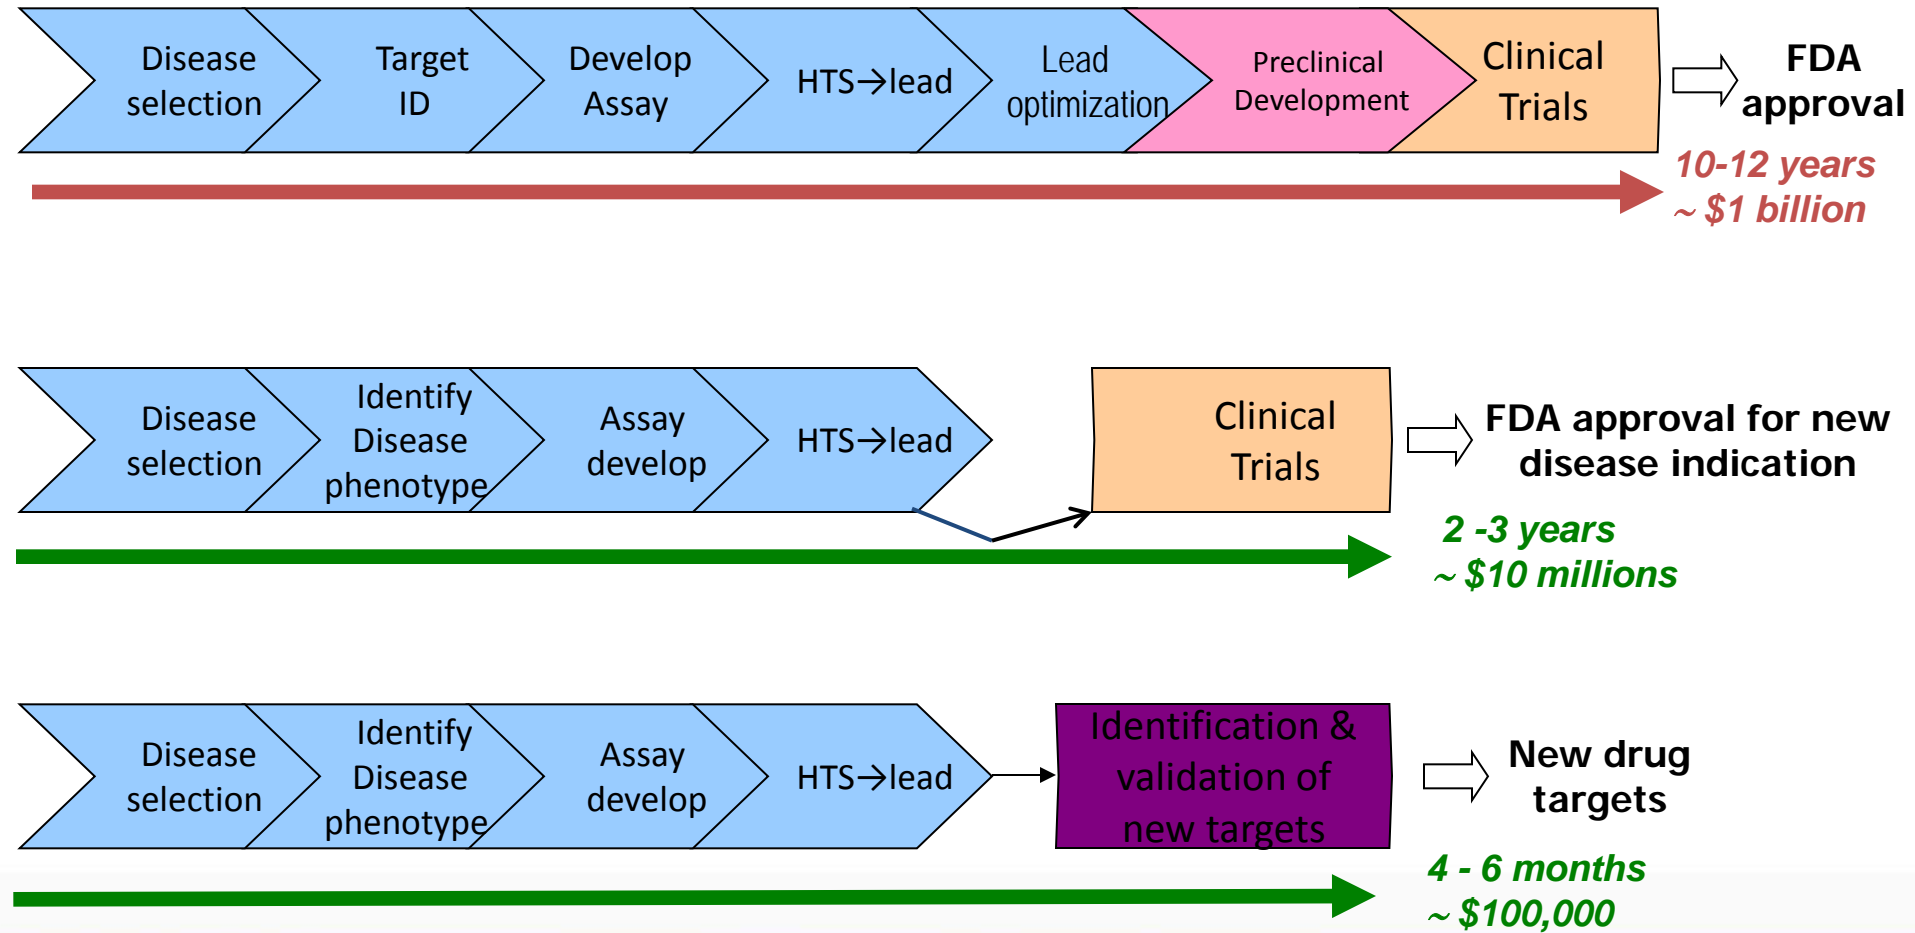 Disease
selection
Target
ID
Develop
Assay
HTS→lead
Lead
optimization
Preclinical
Development
Clinical
Trials
FDA
approval
10-12 years
~ $1 billion
Disease
selection
Identify
Disease
phenotype
Assay
develop
HTS→lead
Clinical
Trials
FDA approval for new
disease indication
2 -3 years
~ $10 millions
Disease
selection
Identify
Disease
phenotype
Assay
develop
HTS→lead
Identification &
validation of
new targets
New drug
targets
4 - 6 months
~ $100,000